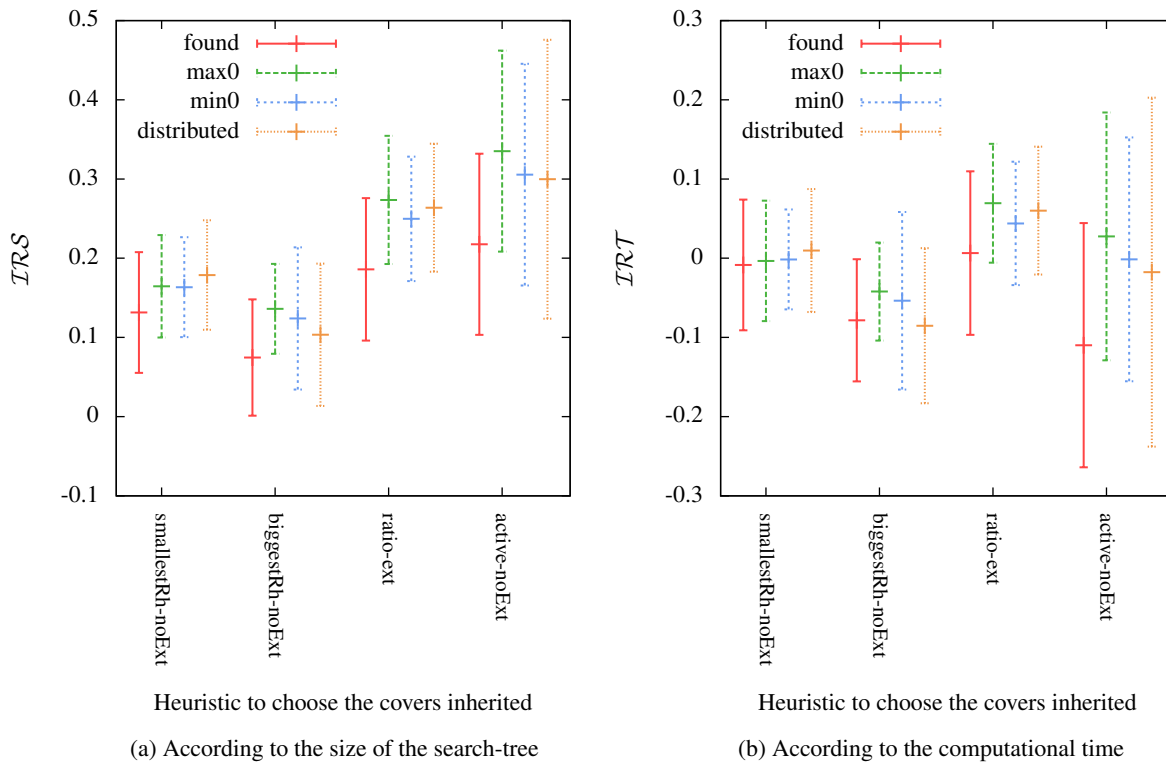 0.5
0.4
0.3
0.2
0.1
0
-0.1
IRS
found
max0
min0
distributed
smallestRh-noExt
biggestRh-noExt
ratio-ext
active-noExt
Heuristic to choose the covers inherited
(a) According to the size of the search-tree
0.3
0.2
0.1
0
-0.1
-0.2
-0.3
IRT
found
max0
min0
distributed
smallestRh-noExt
biggestRh-noExt
ratio-ext
active-noExt
Heuristic to choose the covers inherited
(b) According to the computational time